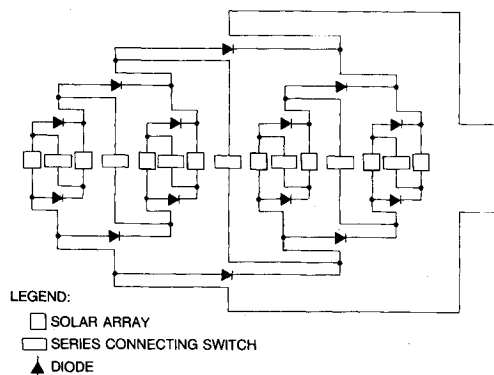 LEGEND:
SOLAR ARRAY
SERIES CONNECTING SWITCH
DIODE